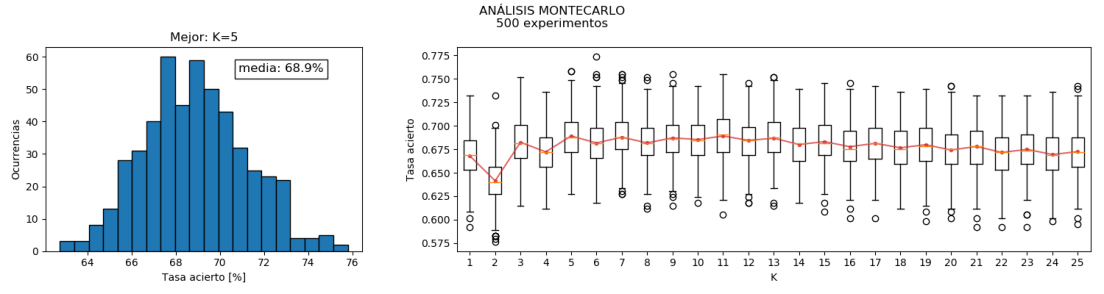 ANÁLISIS MONTECARLO
500 experimentos
Mejor: K=5
media: 68.9%
Ocurrencias
60
50
40
30
20
10
0
64 66 68 70 72 74 76
Tasa acierto [%]
Tasa acierto
0.775
0.750
0.725
0.700
0.675
0.650
0.625
0.600
0.575
1 2 3 4 5 6 7 8 9 10 11 12 13 14 15 16 17 18 19 20 21 22 23 24 25
K